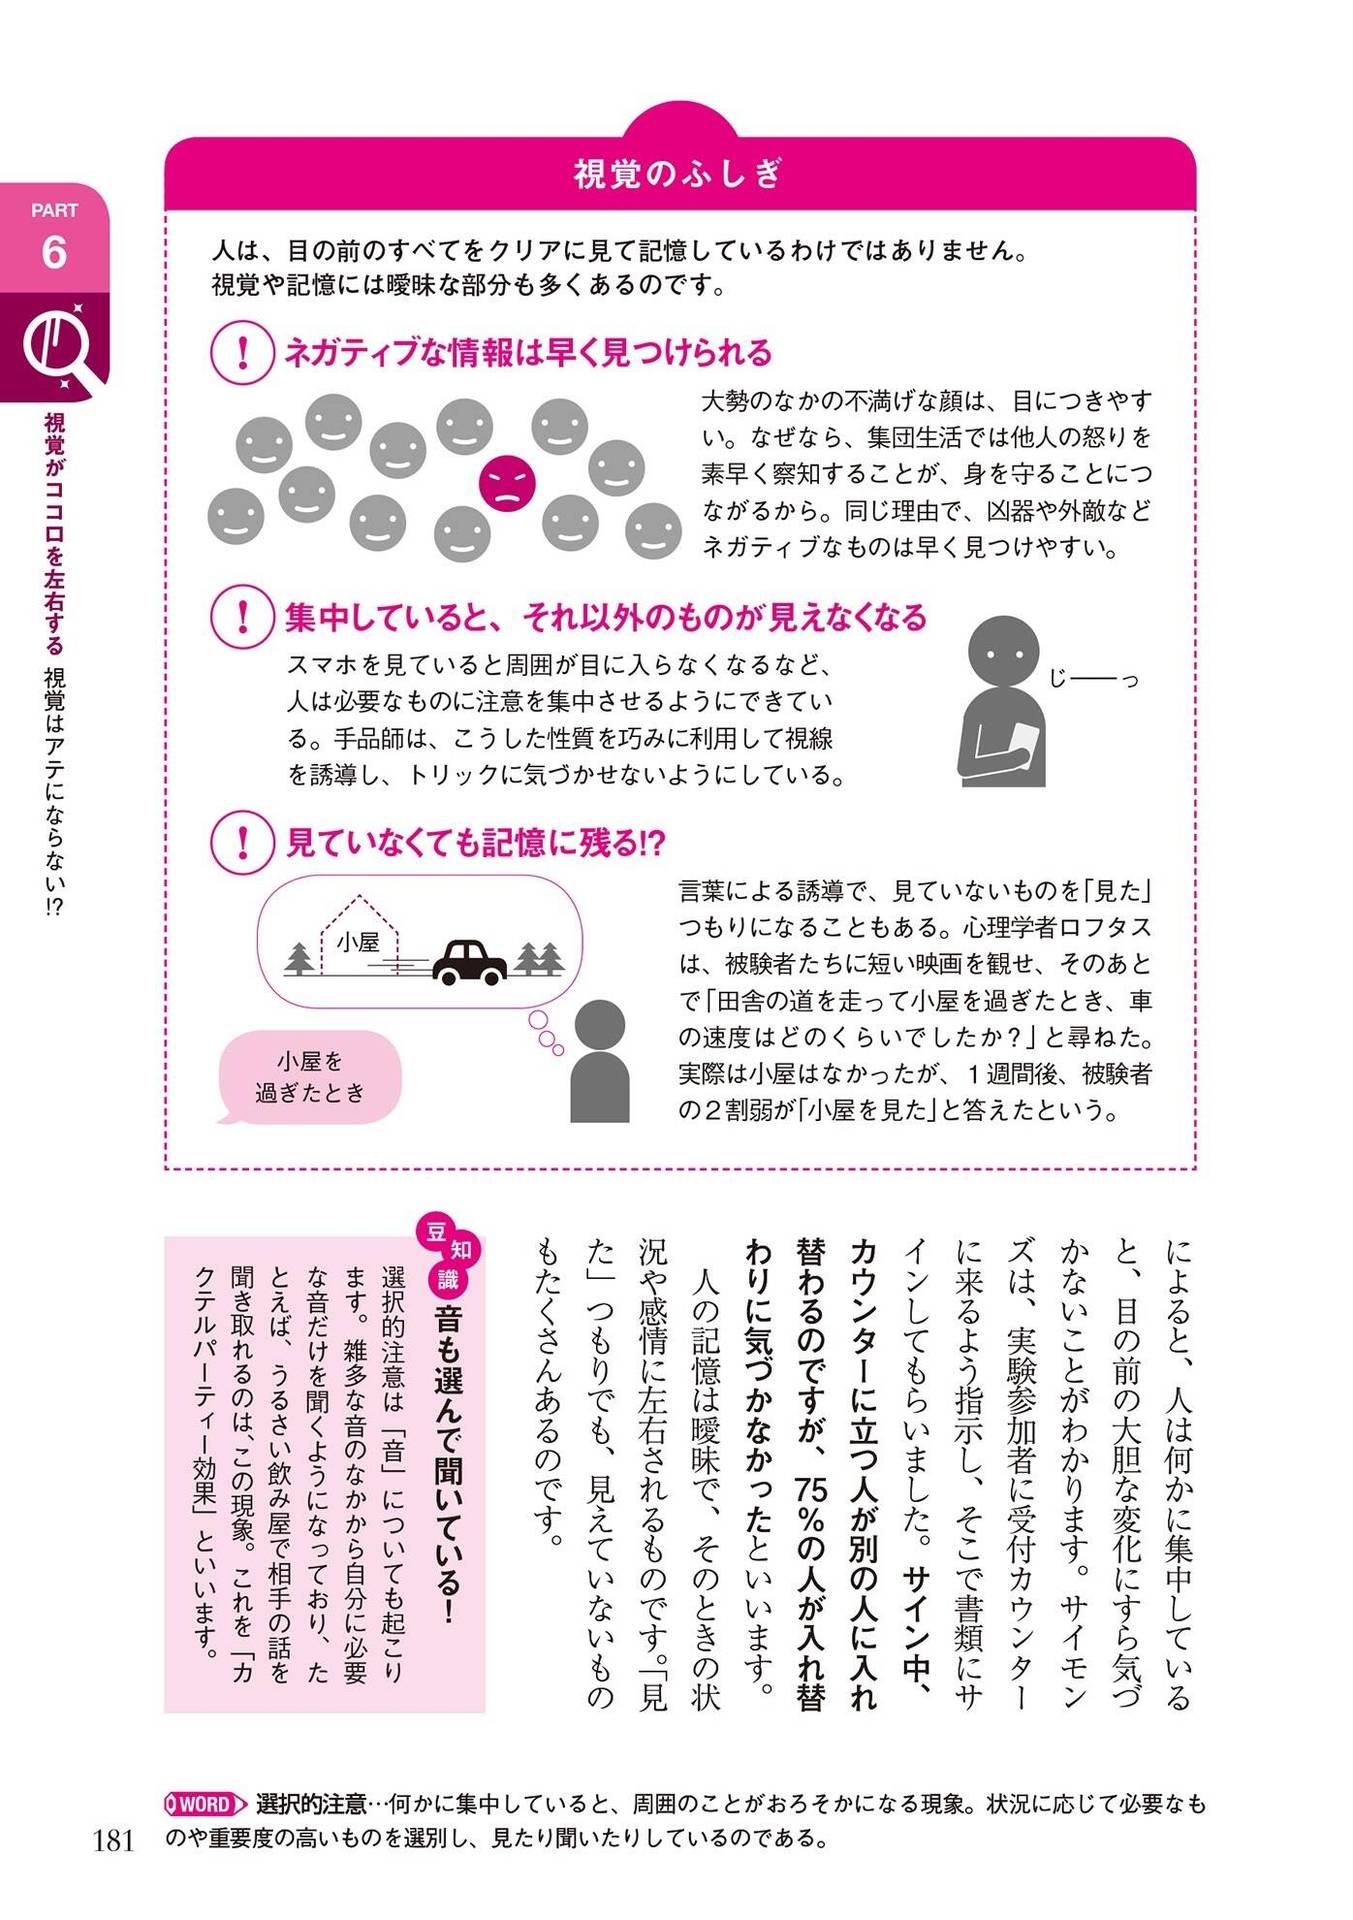 PART
6
視覚がココロを左右する 視覚はアテにならない!?
視覚のふしぎ
人は、目の前のすべてをクリアに見て記憶しているわけではありません。
視覚や記憶には曖昧な部分も多くあるのです。
! ネガティブな情報は早く見つけられる
大勢のなかの不満げな顔は、目につきやす
い。なぜなら、集団生活では他人の怒りを
素早く察知することが、身を守ることにつ
ながるから。同じ理由で、凶器や外敵など
ネガティブなものは早く見つけやすい。
! 集中していると、それ以外のものが見えなくなる
スマホを見ていると周囲が目に入らなくなるなど、
人は必要なものに注意を集中させるようにできてい
る。手品師は、こうした性質を巧みに利用して視線
を誘導し、トリックに気づかせないようにしている。
じ――っ
! 見ていなくても記憶に残る!?
小屋
小屋を
過ぎたとき
言葉による誘導で、見ていないものを「見た」
つもりになることもある。心理学者ロフタス
は、被験者たちに短い映画を観せ、そのあと
で「田舎の道を走って小屋を過ぎたとき、車
の速度はどのくらいでしたか？」と尋ねた。
実際は小屋はなかったが、1週間後、被験者
の2割弱が「小屋を見た」と答えたという。
によると、人は何かに集中している
と、目の前の大胆な変化にすら気づ
かないことがわかります。サイモン
ズは、実験参加者に受付カウンター
に来るよう指示し、そこで書類にサ
インしてもらいました。サイン中、
カウンターに立つ人が別の人に入れ
替わるのですが、75％の人が入れ替
わりに気づかなかったといいます。
人の記憶は曖昧で、そのときの状
況や感情に左右されるものです。「見
た」つもりでも、見えていないもの
もたくさんあるのです。
豆知識 音も選んで聞いている！
選択的注意は「音」についても起こり
ます。雑多な音のなかから自分に必要
な音だけを聞くようになっており、た
とえば、うるさい飲み屋で相手の話を
聞き取れるのは、この現象。これを「カ
クテルパーティー効果」といいます。
WORD 選択的注意…何かに集中していると、周囲のことがおろそかになる現象。状況に応じて必要なも
のや重要度の高いものを選別し、見たり聞いたりしているのである。
181